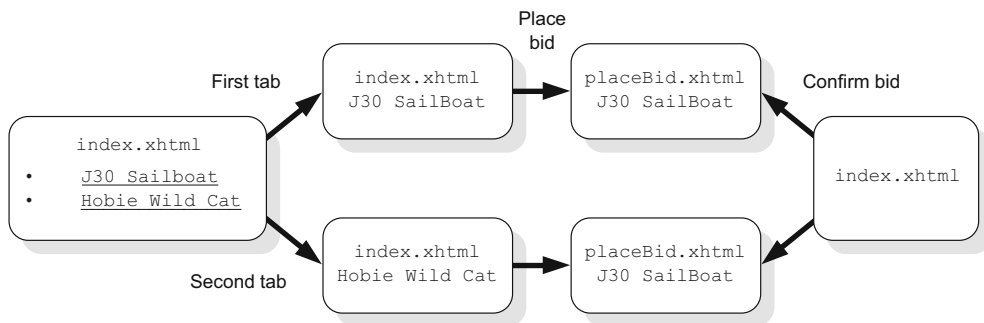 Place
bid
First tab
index.xhtml
J30 SailBoat
placeBid.xhtml
J30 SailBoat
Confirm bid
index.xhtml
• J30 Sailboat
• Hobie Wild Cat
index.xhtml
Second tab
index.xhtml
Hobie Wild Cat
placeBid.xhtml
J30 SailBoat